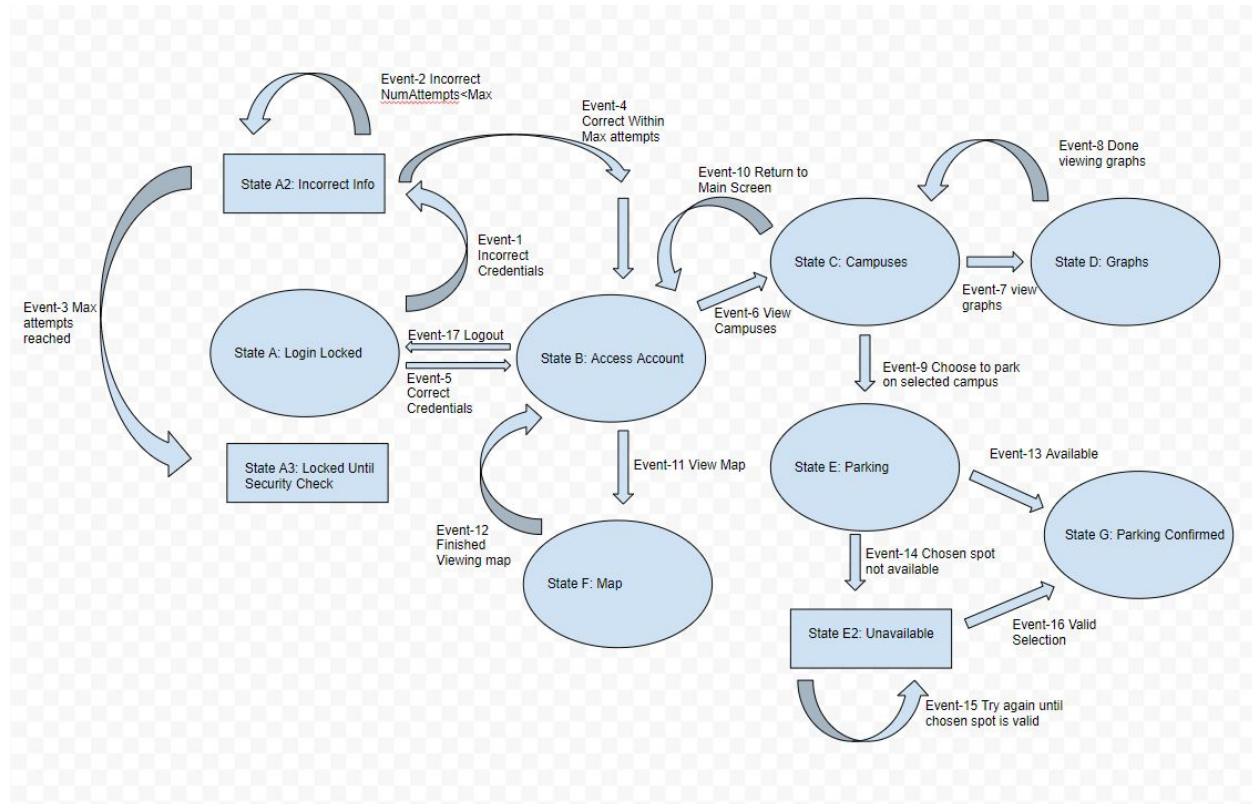 Event-2 Incorrect
NumAttempts<Max
Event-4
Correct Within
Max attempts
Event-8 Done
viewing graphs
Event-10 Return to
Main Screen
State A2: Incorrect Info
Event-1
Incorrect
Credentials
State C: Campuses
State D: Graphs
Event-7 view
graphs
Event-3 Max
attempts
reached
Event-6 View
Campuses
Event-17 Logout
State A: Login Locked
State B: Access Account
Event-5
Correct
Credentials
Event-9 Choose to park
on selected campus
State A3: Locked Until
Security Check
Event-11 View Map
State E: Parking
Event-13 Available
Event-12
Finished
Viewing map
State G: Parking Confirmed
Event-14 Chosen spot
not available
State F: Map
State E2: Unavailable
Event-16 Valid
Selection
Event-15 Try again until
chosen spot is valid